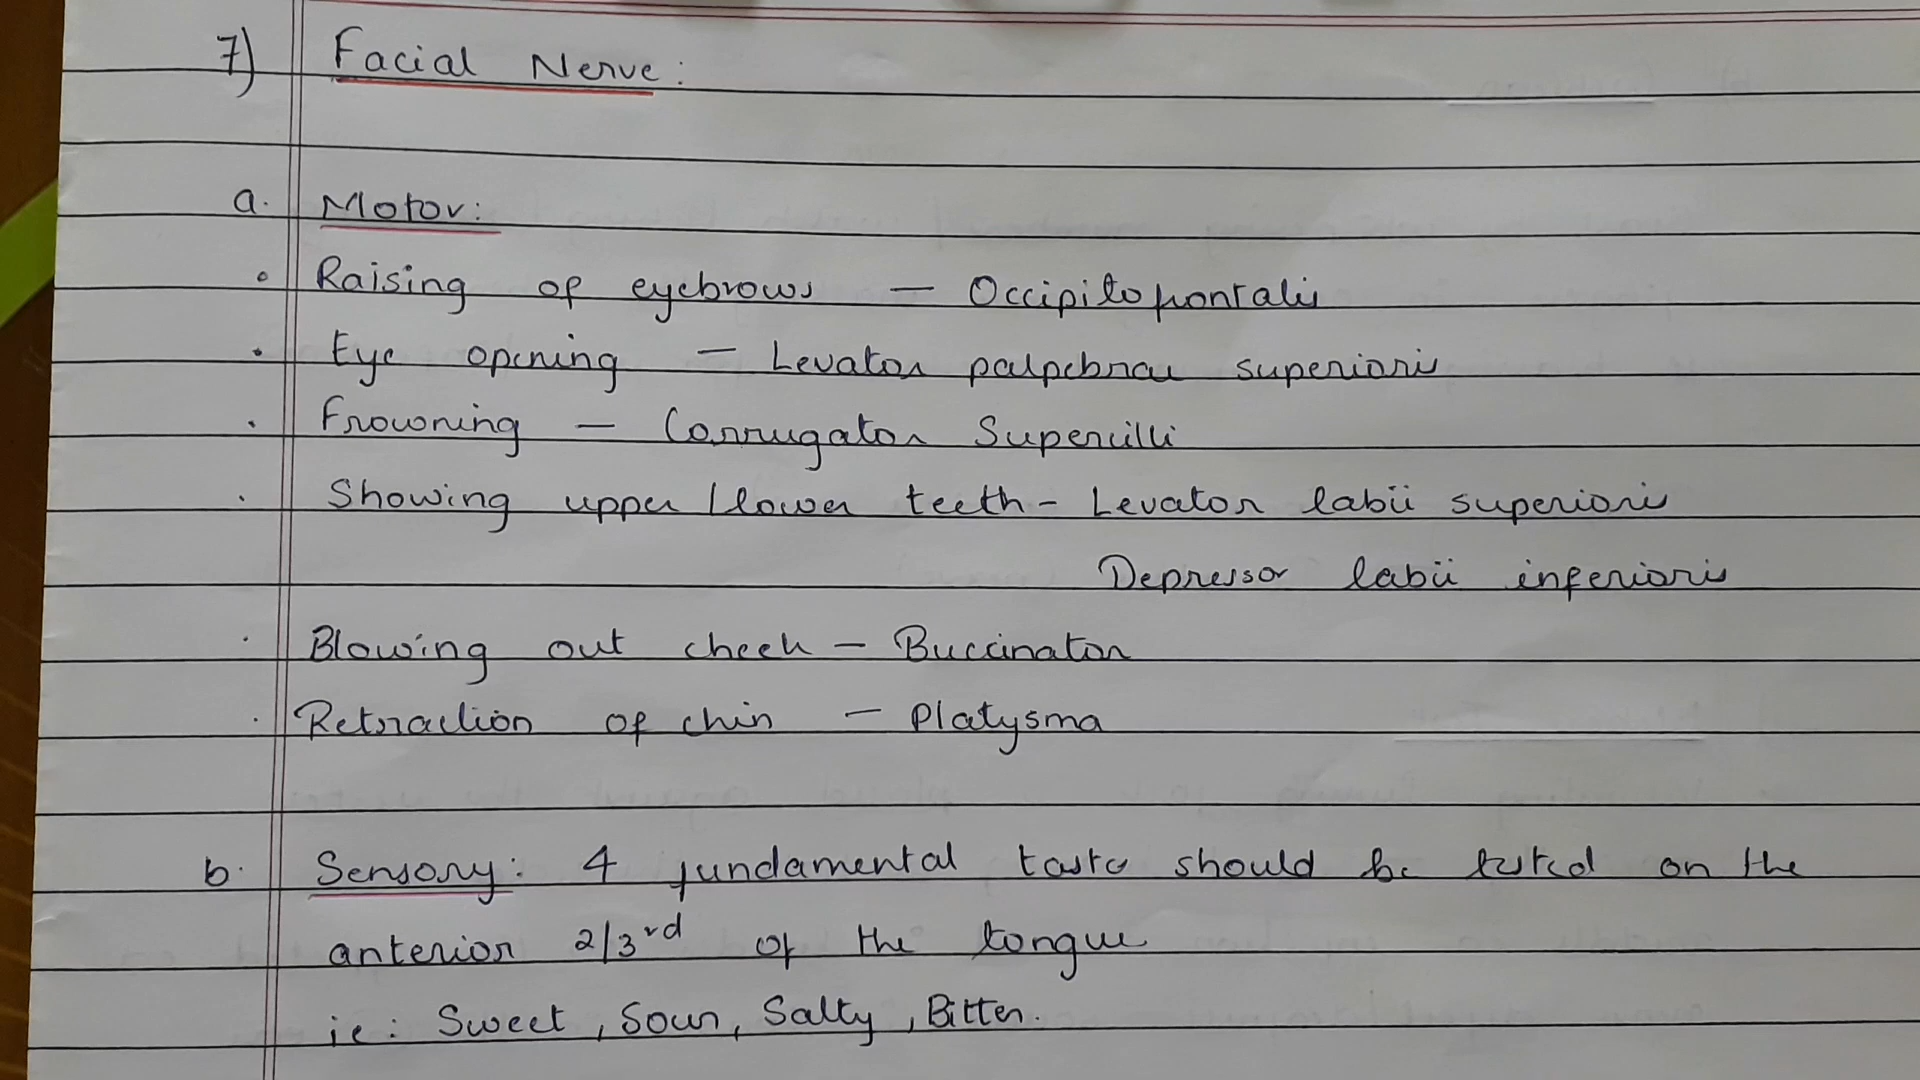 7) Facial Nerve:
a. Motor:
• Raising of eyebrows — Occipitofrontalis
• Eye opening — Levator palpebrae superioris
• Frowning — Corrugator Supercilli
• Showing upper / lower teeth - Levator labii superioris
Depressor labii inferioris
• Blowing out cheek — Buccinator
• Retraction of chin — Platysma
b. Sensory: 4 fundamental taste should be tested on the
anterior 2/3rd of the tongue
ie: Sweet, Sour, Salty, Bitter.